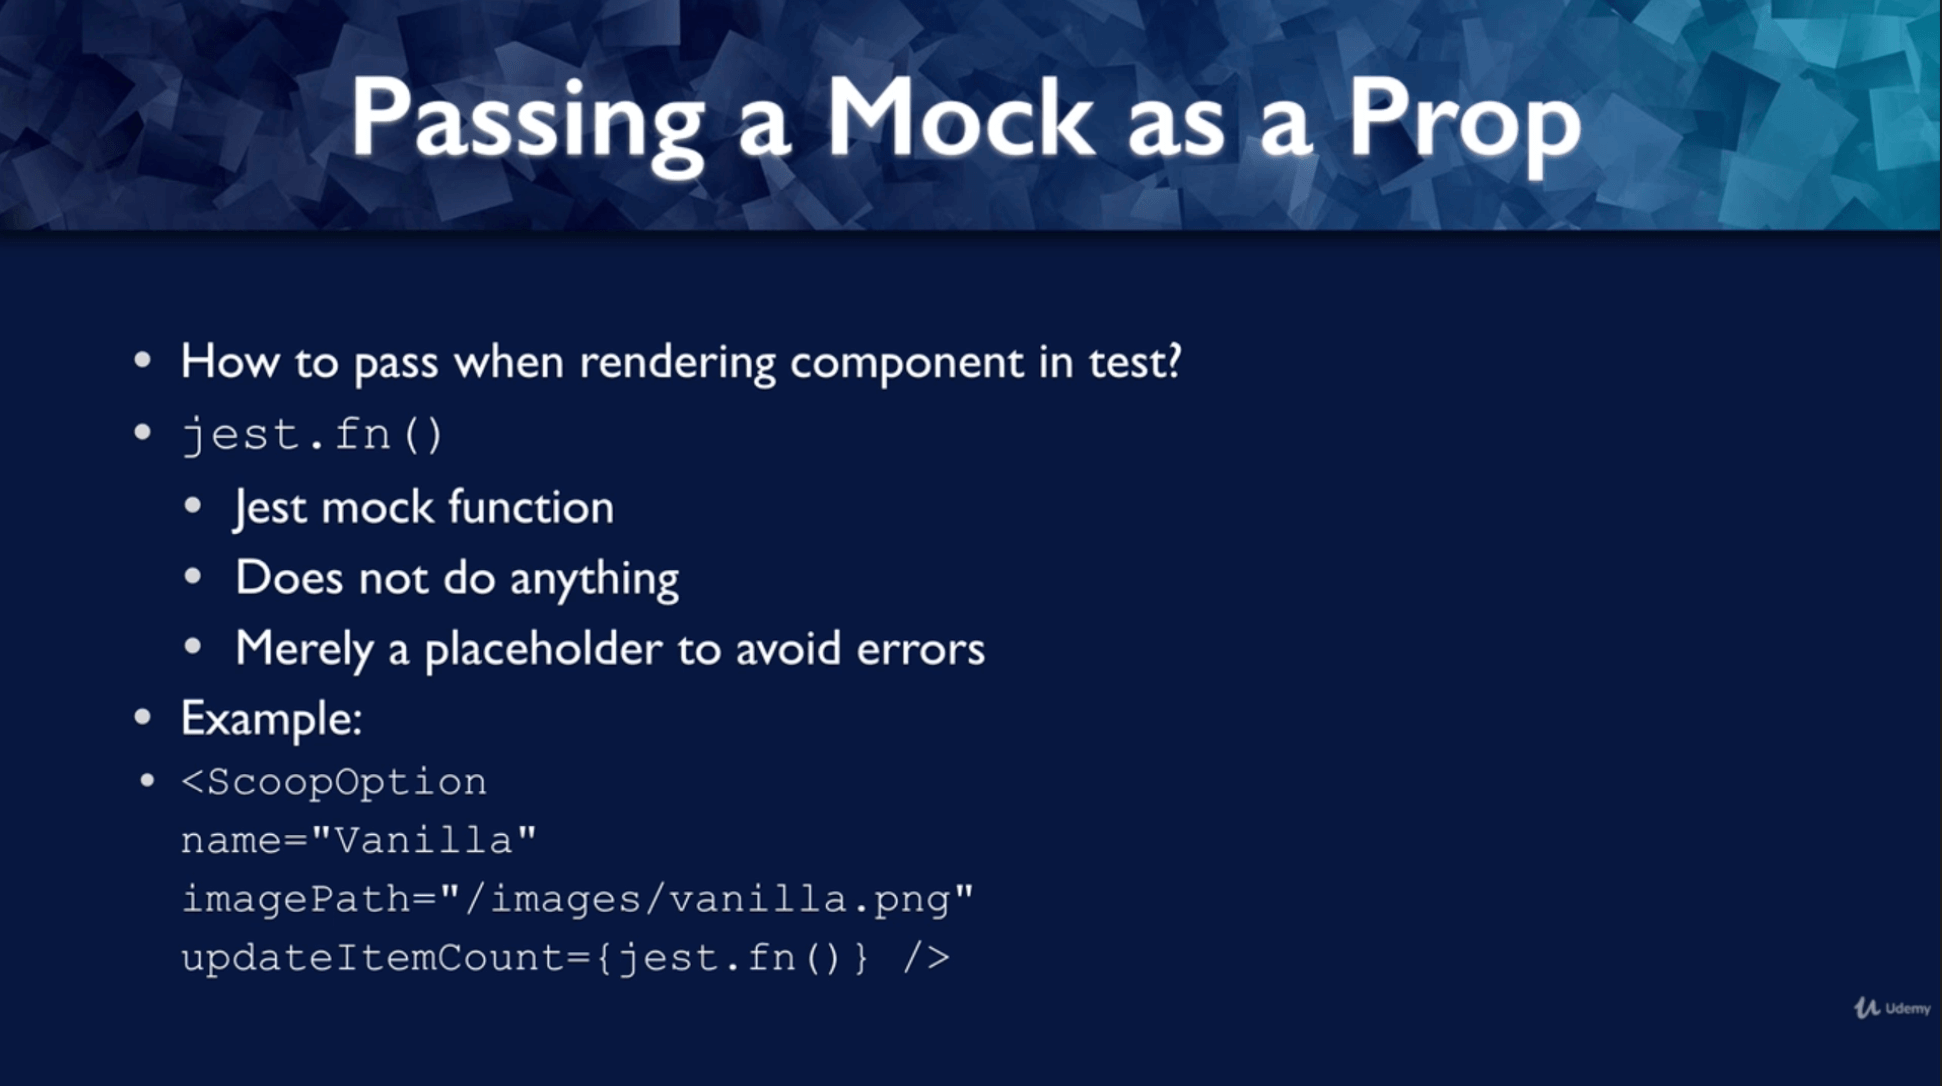 Passing a Mock as a Prop
• How to pass when rendering component in test?
• jest.fn()
• Jest mock function
• Does not do anything
• Merely a placeholder to avoid errors
• Example:
• <ScoopOption
name="Vanilla"
imagePath="/images/vanilla.png"
updateItemCount={jest.fn()} />
Udemy